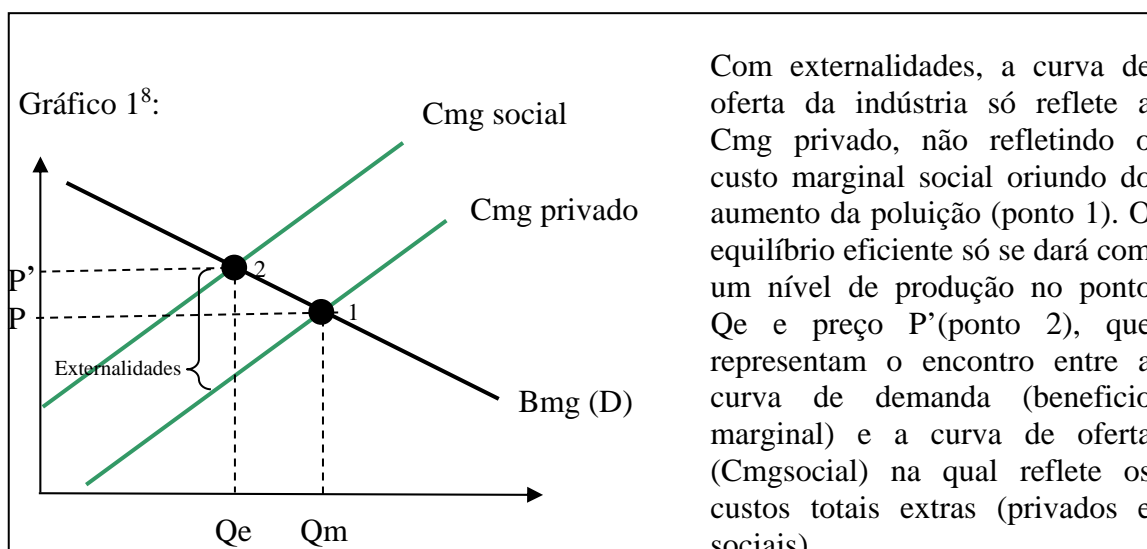 Gráfico 1⁸:
Cmg social
Cmg privado
P’
P
2
1
Externalidades
Bmg (D)
Qe Qm
Com externalidades, a curva de
oferta da indústria só reflete a
Cmg privado, não refletindo o
custo marginal social oriundo do
aumento da poluição (ponto 1). O
equilíbrio eficiente só se dará com
um nível de produção no ponto
Qe e preço P’(ponto 2), que
representam o encontro entre a
curva de demanda (beneficio
marginal) e a curva de oferta
(Cmgsocial) na qual reflete os
custos totais extras (privados e
sociais)